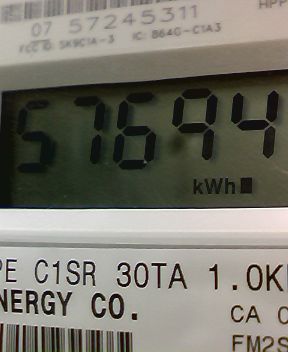 HPP
07 57245311
FCC ID: SK9C1A-3 IC: 864G-C1A3
57694
kWh
PE C1SR 30TA 1.0K
NERGY CO. CA 
FM2S